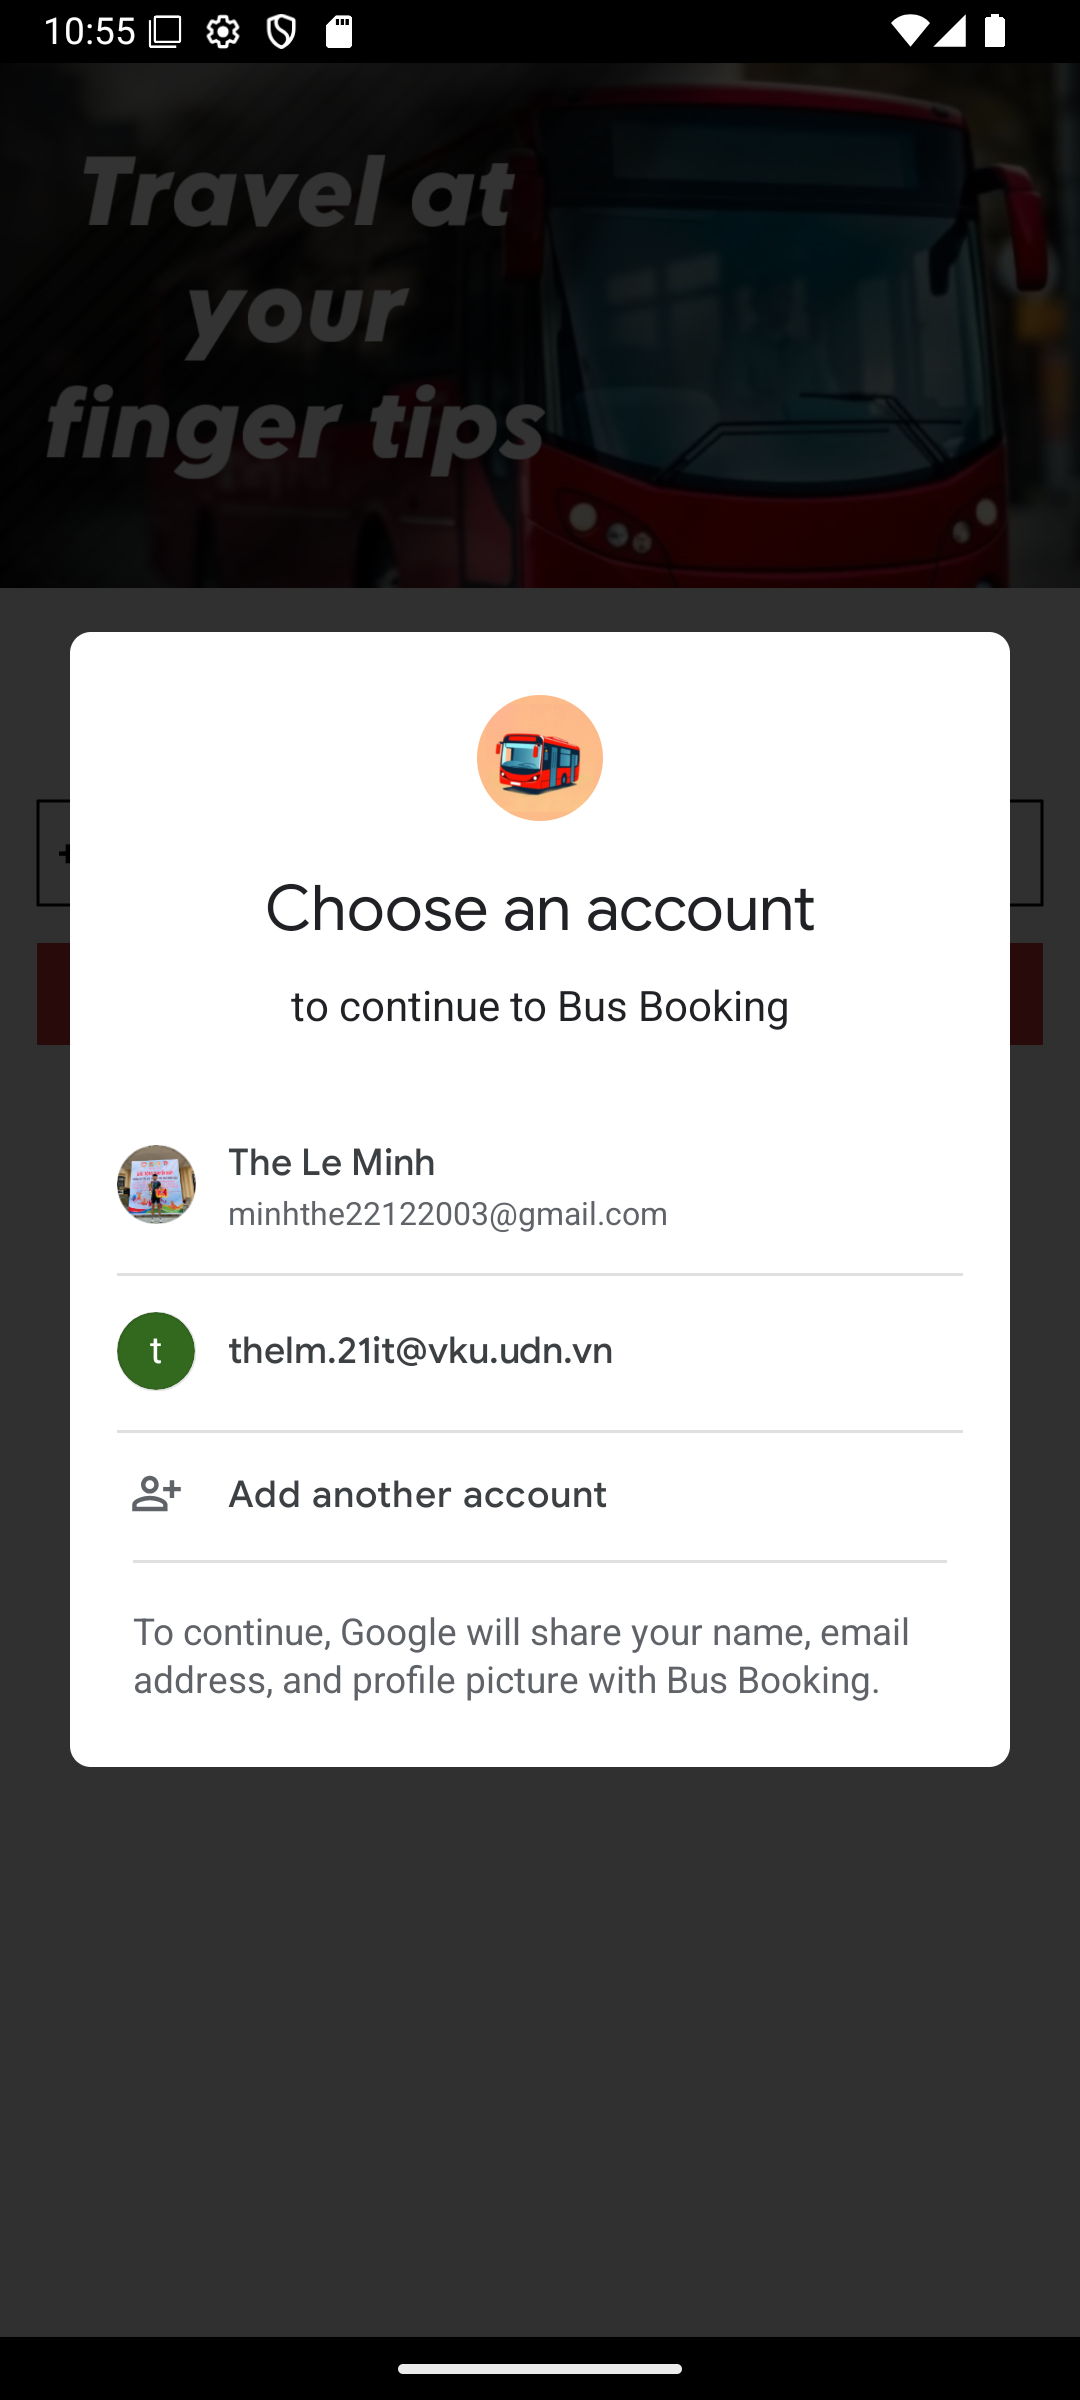 10:55
Travel at
your
finger tips
Choose an account
to continue to Bus Booking
The Le Minh
minhthe22122003@gmail.com
t
thelm.21it@vku.udn.vn
Add another account
To continue, Google will share your name, email
address, and profile picture with Bus Booking.